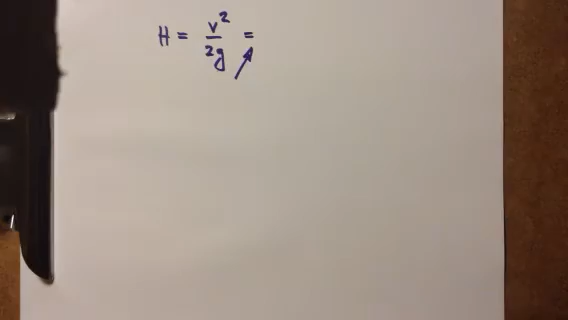 H = v²/2g =